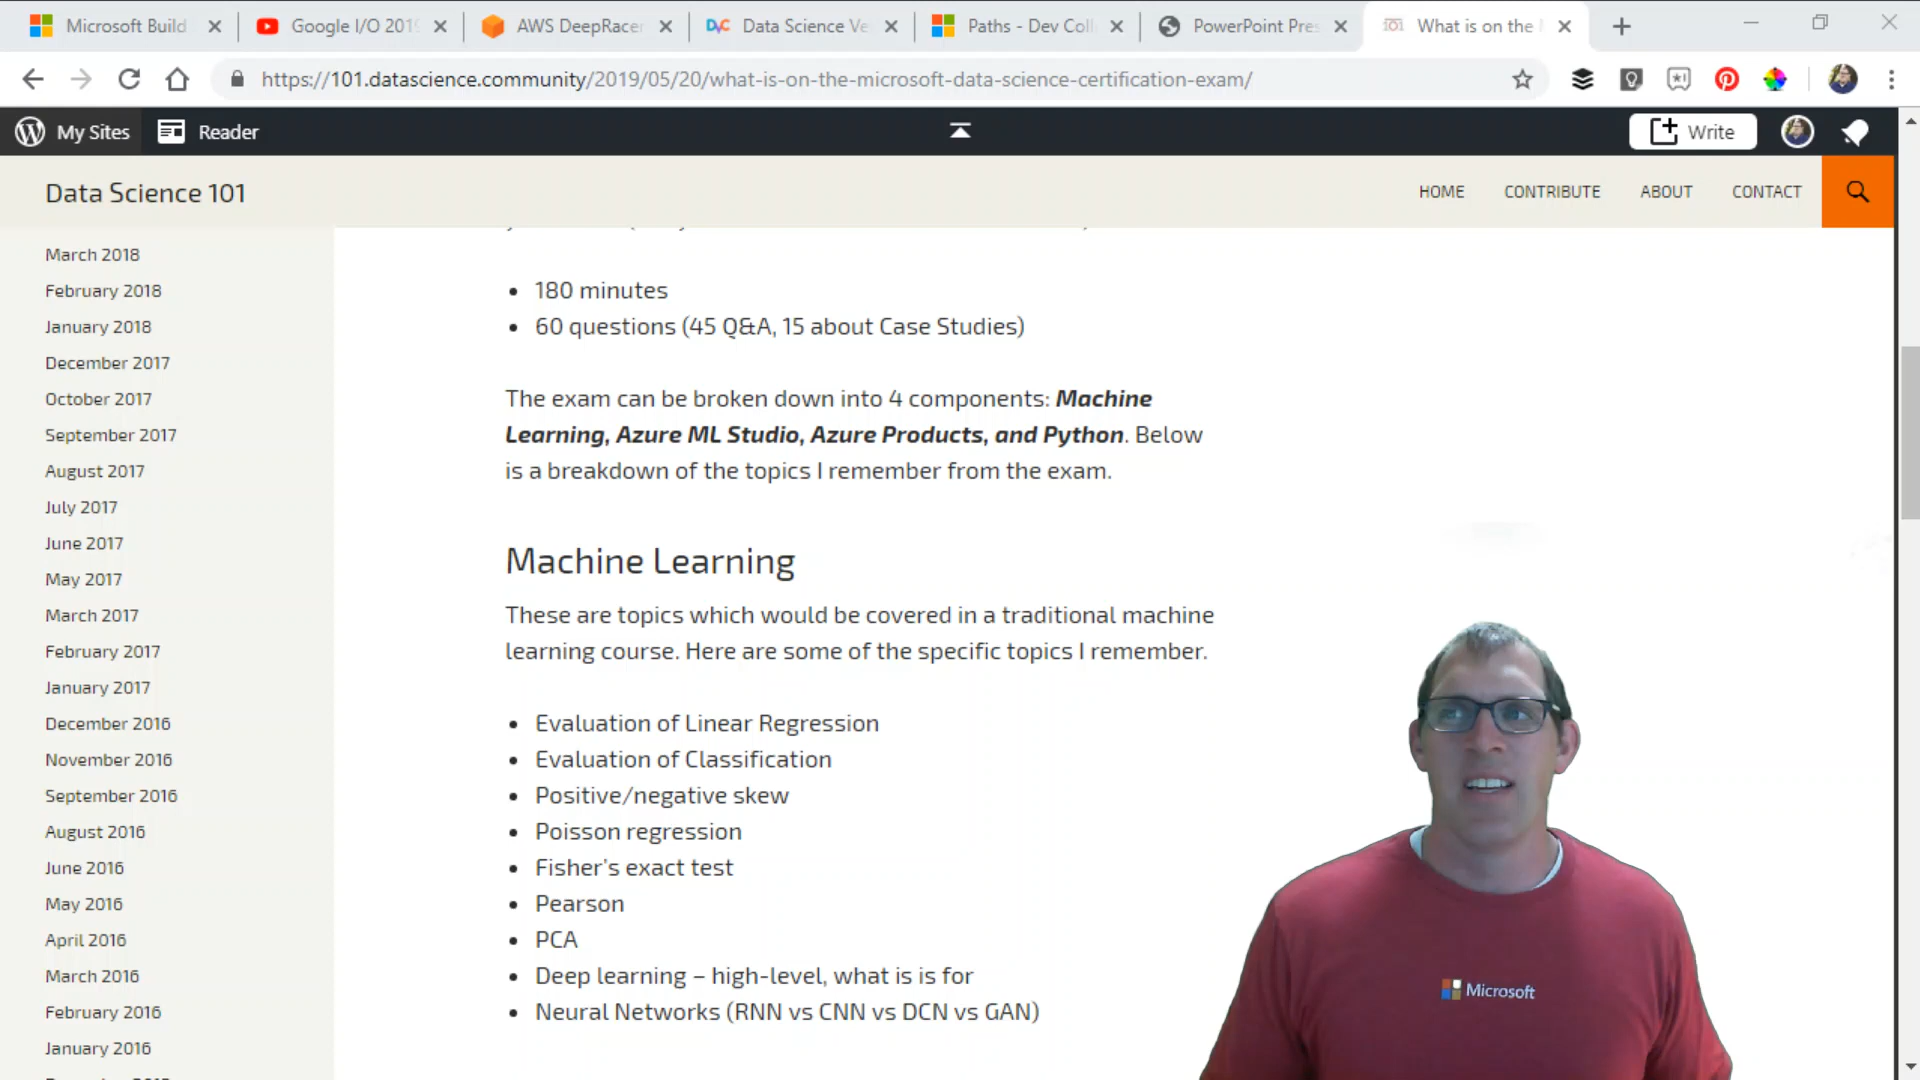 Microsoft Build
Google I/O 2019
AWS DeepRacer
Data Science Ve
Paths - Dev Coll
PowerPoint Pres
What is on the
https://101.datascience.community/2019/05/20/what-is-on-the-microsoft-data-science-certification-exam/
My Sites
Reader
Write
Data Science 101
HOME
CONTRIBUTE
ABOUT
CONTACT
March 2018
February 2018
January 2018
December 2017
October 2017
September 2017
August 2017
July 2017
June 2017
May 2017
March 2017
February 2017
January 2017
December 2016
November 2016
September 2016
August 2016
June 2016
May 2016
April 2016
March 2016
February 2016
January 2016
• 180 minutes
• 60 questions (45 Q&A, 15 about Case Studies)
The exam can be broken down into 4 components: Machine
Learning, Azure ML Studio, Azure Products, and Python. Below
is a breakdown of the topics I remember from the exam.
Machine Learning
These are topics which would be covered in a traditional machine
learning course. Here are some of the specific topics I remember.
• Evaluation of Linear Regression
• Evaluation of Classification
• Positive/negative skew
• Poisson regression
• Fisher's exact test
• Pearson
• PCA
• Deep learning – high-level, what is is for
• Neural Networks (RNN vs CNN vs DCN vs GAN)
Microsoft